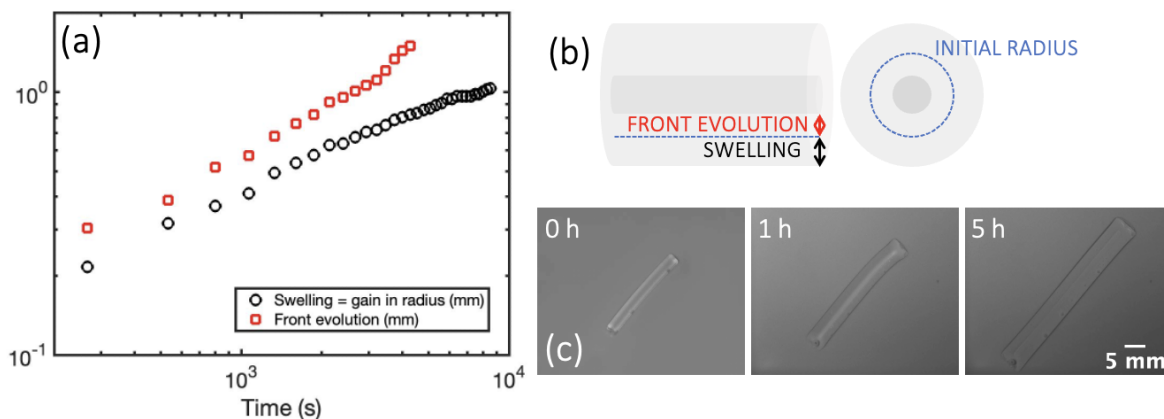 (a)
10⁰
10⁻¹
10³
10⁴
Time (s)
Swelling = gain in radius (mm)
Front evolution (mm)
(b)
INITIAL RADIUS
FRONT EVOLUTION
SWELLING
0 h
1 h
5 h
(c)
5 mm